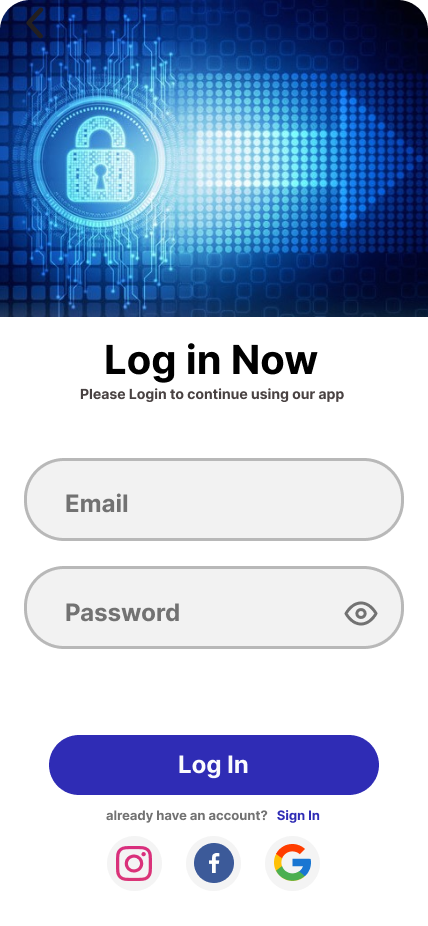 Log in Now
Please Login to continue using our app
Email
Password
Log In
already have an account? Sign In